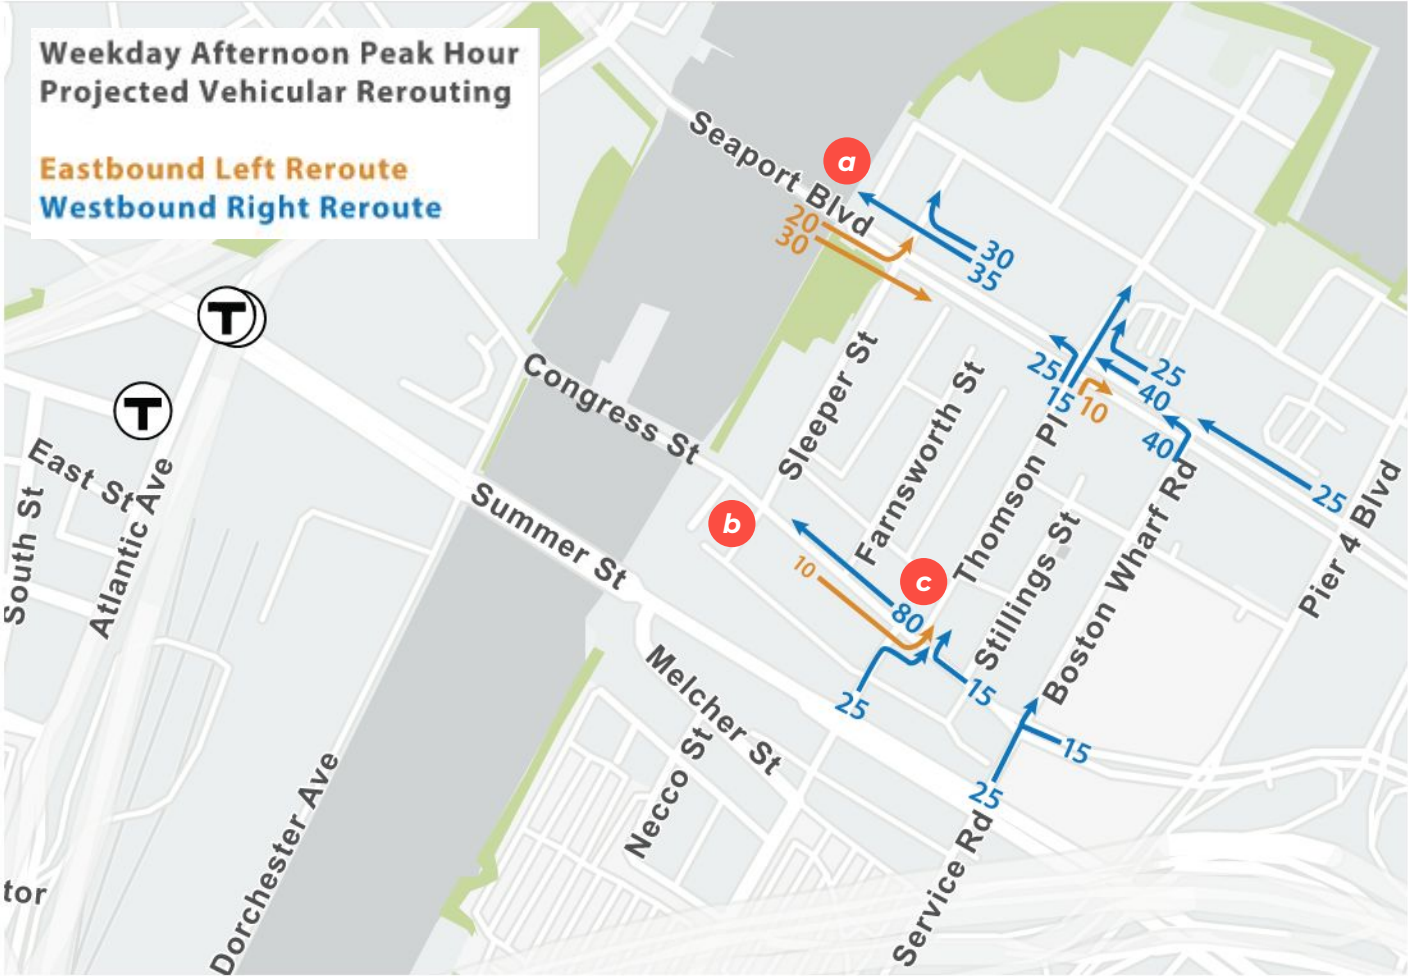 Weekday Afternoon Peak Hour
Projected Vehicular Rerouting
Eastbound Left Reroute
Westbound Right Reroute
Seaport Blvd
a
20
30
30
35
T
T
Congress St
Sleeper St
Farnsworth St
25
15
10
25
40
40
25
Thomson Pl
Boston Wharf Rd
Pier 4 Blvd
East St
South St
Atlantic Ave
Summer St
b
10
c
80
Stillings St
25
15
15
25
Melcher St
Necco St
Dorchester Ave
Service Rd
tor